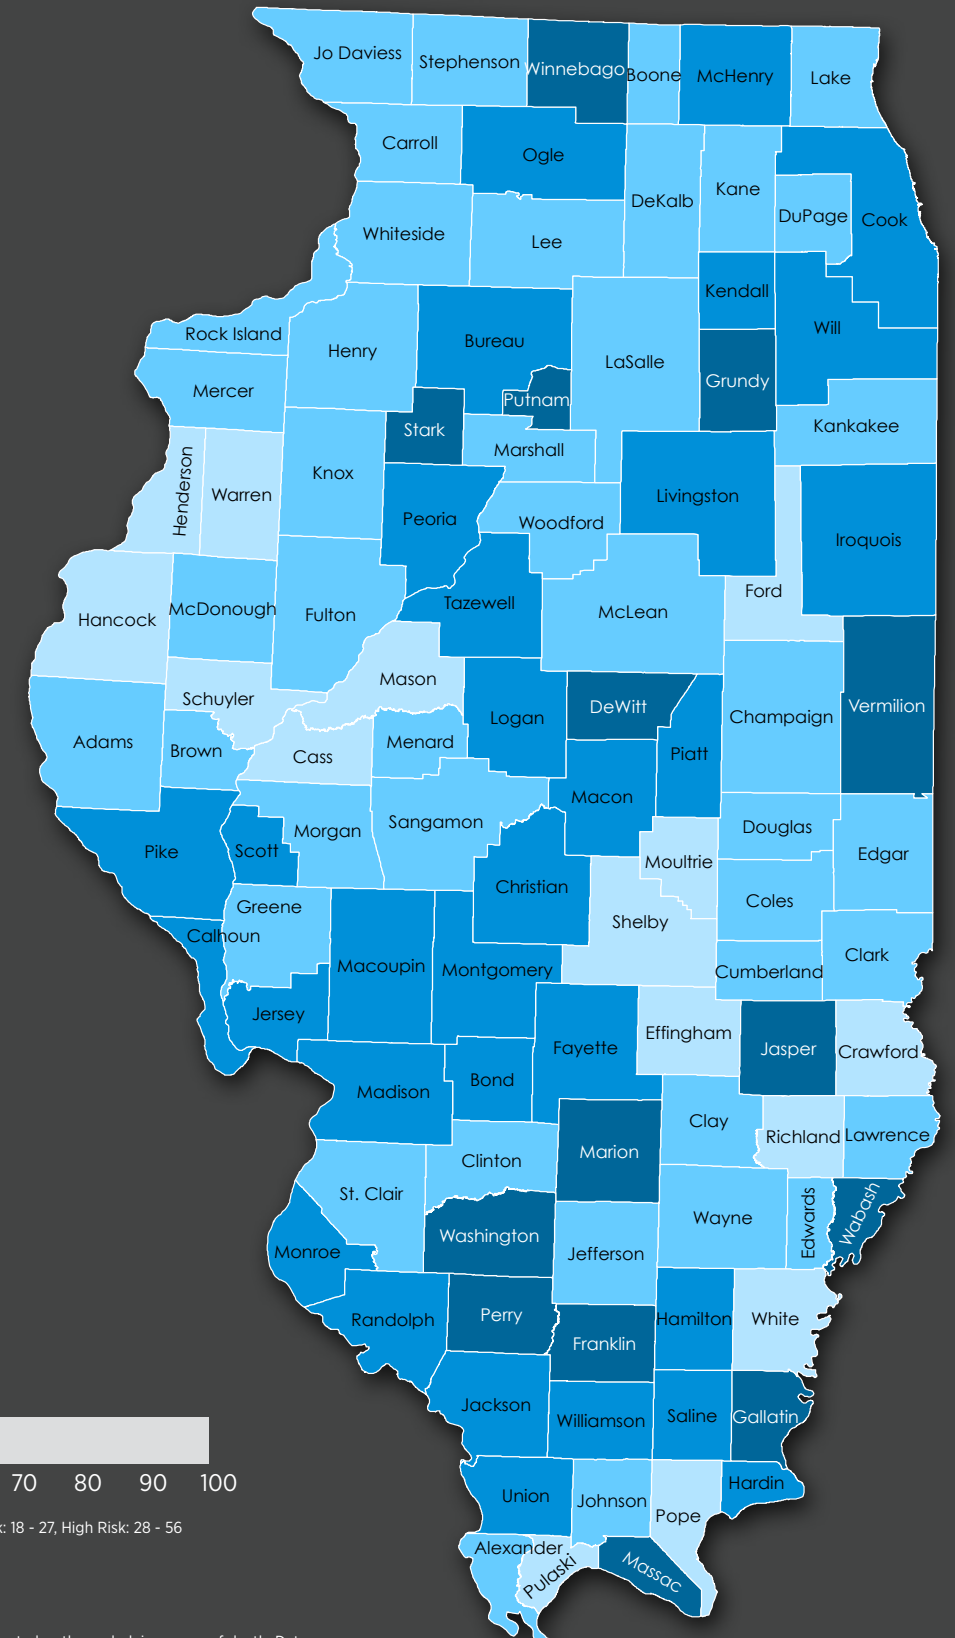 Jo Daviess
Stephenson
Winnebago
Boone
McHenry
Lake
Carroll
Ogle
DeKalb
Kane
DuPage
Cook
Whiteside
Lee
Kendall
Will
Rock Island
Henry
Bureau
LaSalle
Grundy
Mercer
Putnam
Kankakee
Stark
Marshall
Henderson
Warren
Knox
Peoria
Woodford
Livingston
Iroquois
Ford
Hancock
McDonough
Fulton
Tazewell
McLean
Schuyler
Mason
Logan
DeWitt
Champaign
Vermilion
Adams
Brown
Cass
Menard
Piatt
Macon
Pike
Scott
Morgan
Sangamon
Christian
Moultrie
Douglas
Edgar
Coles
Greene
Calhoun
Shelby
Macoupin
Montgomery
Cumberland
Clark
Jersey
Fayette
Effingham
Jasper
Crawford
Madison
Bond
Clay
Richland
Lawrence
Clinton
Marion
St. Clair
Washington
Wayne
Edwards
Wabash
Monroe
Jefferson
Randolph
Perry
Franklin
Hamilton
White
Jackson
Williamson
Saline
Gallatin
Union
Johnson
Pope
Hardin
Alexander
Pulaski
Massac
70 80 90 100
: 18 - 27, High Risk: 28 - 56